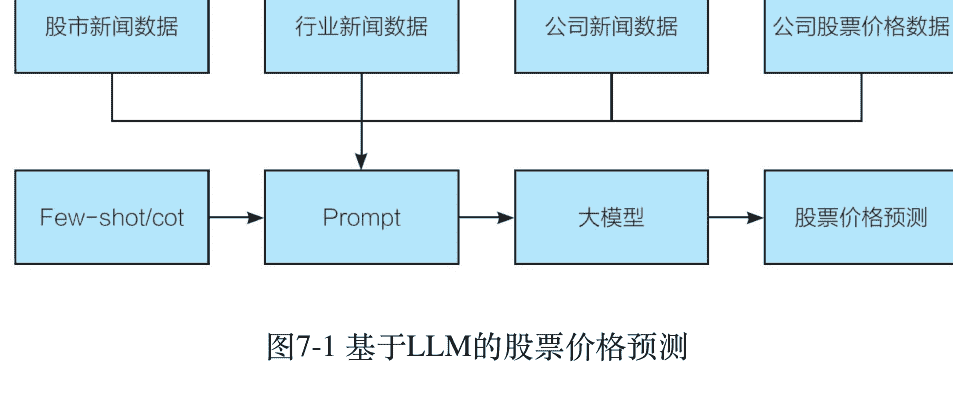 股市新闻数据
行业新闻数据
公司新闻数据
公司股票价格数据
Few-shot/cot
Prompt
大模型
股票价格预测
图7-1 基于LLM的股票价格预测